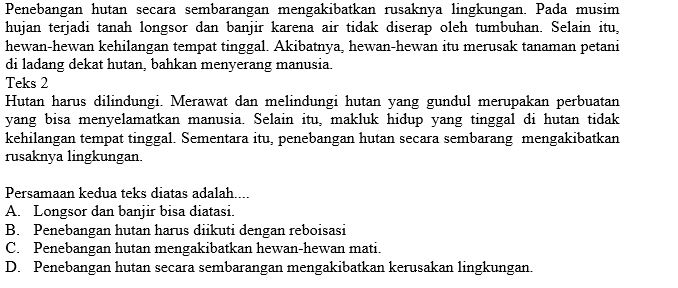 Penebangan hutan secara sembarangan mengakibatkan rusaknya lingkungan. Pada musim
hujan terjadi tanah longsor dan banjir karena air tidak diserap oleh tumbuhan. Selain itu,
hewan-hewan kehilangan tempat tinggal. Akibatnya, hewan-hewan itu merusak tanaman petani
di ladang dekat hutan, bahkan menyerang manusia.
Teks 2
Hutan harus dilindungi. Merawat dan melindungi hutan yang gundul merupakan perbuatan
yang bisa menyelamatkan manusia. Selain itu, makluk hidup yang tinggal di hutan tidak
kehilangan tempat tinggal. Sementara itu, penebangan hutan secara sembarang mengakibatkan
rusaknya lingkungan.
Persamaan kedua teks diatas adalah....
A. Longsor dan banjir bisa diatasi.
B. Penebangan hutan harus diikuti dengan reboisasi
C. Penebangan hutan mengakibatkan hewan-hewan mati.
D. Penebangan hutan secara sembarangan mengakibatkan kerusakan lingkungan.